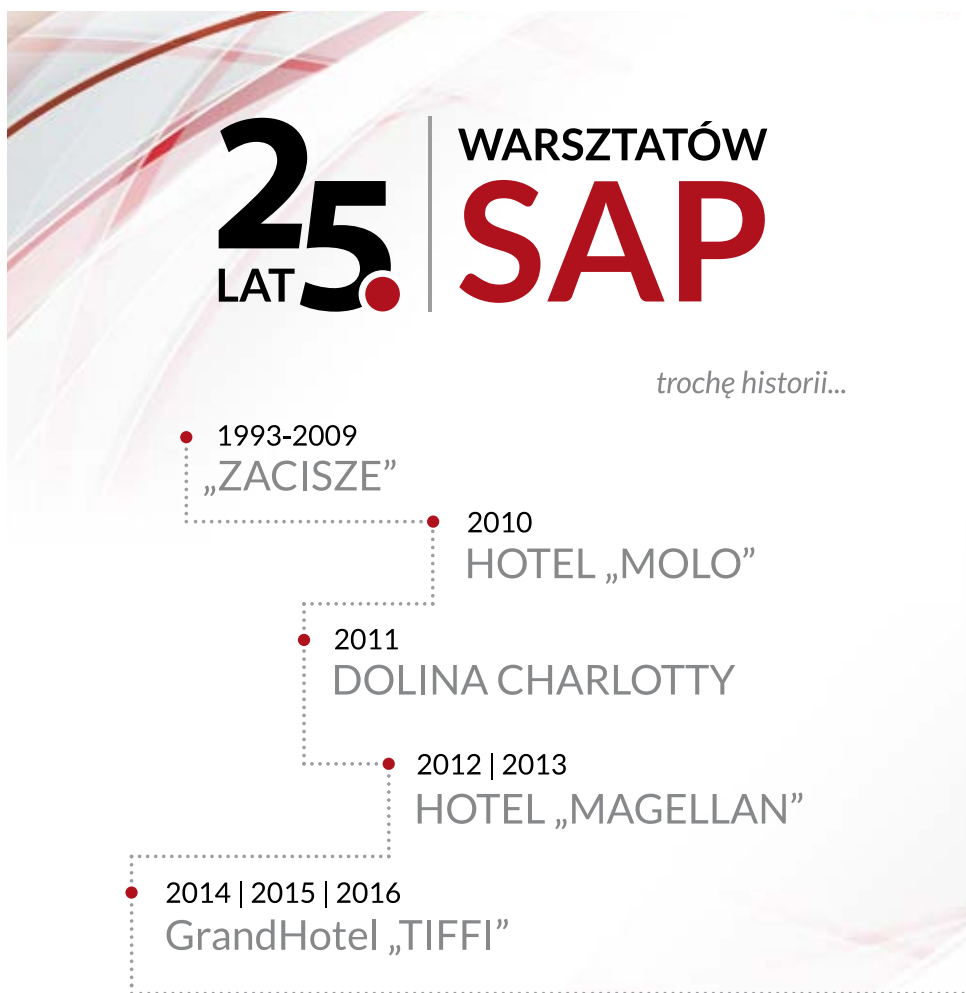 25.
LAT
WARSZTATÓW
SAP
trochę historii...
1993-2009
„ZACISZE”
2010
HOTEL „MOLO”
2011
DOLINA CHARLOTTY
2012 | 2013
HOTEL „MAGELLAN”
2014 | 2015 | 2016
GrandHotel „TIFFI”